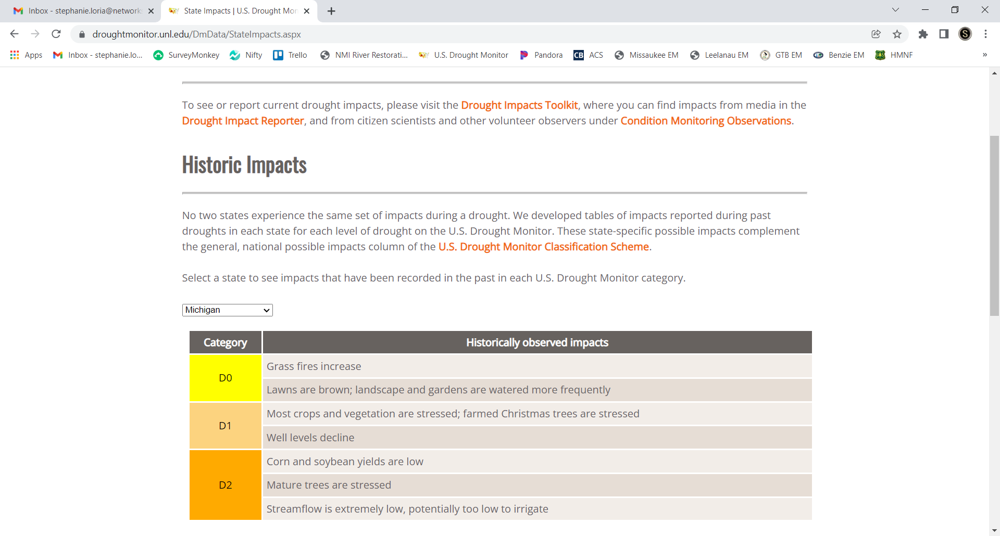 Inbox - stephanie.loria@network
State Impacts | U.S. Drought Mon
droughtmonitor.unl.edu/DmData/StateImpacts.aspx
S
Apps
Inbox - stephanie.lo...
SurveyMonkey
Nifty
Trello
NMI River Restorati...
U.S. Drought Monitor
Pandora
CB
ACS
Missaukee EM
Leelanau EM
GTB EM
Benzie EM
HMNF
»
To see or report current drought impacts, please visit the Drought Impacts Toolkit, where you can find impacts from media in the
Drought Impact Reporter, and from citizen scientists and other volunteer observers under Condition Monitoring Observations.
Historic Impacts
No two states experience the same set of impacts during a drought. We developed tables of impacts reported during past
droughts in each state for each level of drought on the U.S. Drought Monitor. These state-specific possible impacts complement
the general, national possible impacts column of the U.S. Drought Monitor Classification Scheme.
Select a state to see impacts that have been recorded in the past in each U.S. Drought Monitor category.
Michigan
Category
Historically observed impacts
D0
Grass fires increase
Lawns are brown; landscape and gardens are watered more frequently
D1
Most crops and vegetation are stressed; farmed Christmas trees are stressed
Well levels decline
D2
Corn and soybean yields are low
Mature trees are stressed
Streamflow is extremely low, potentially too low to irrigate